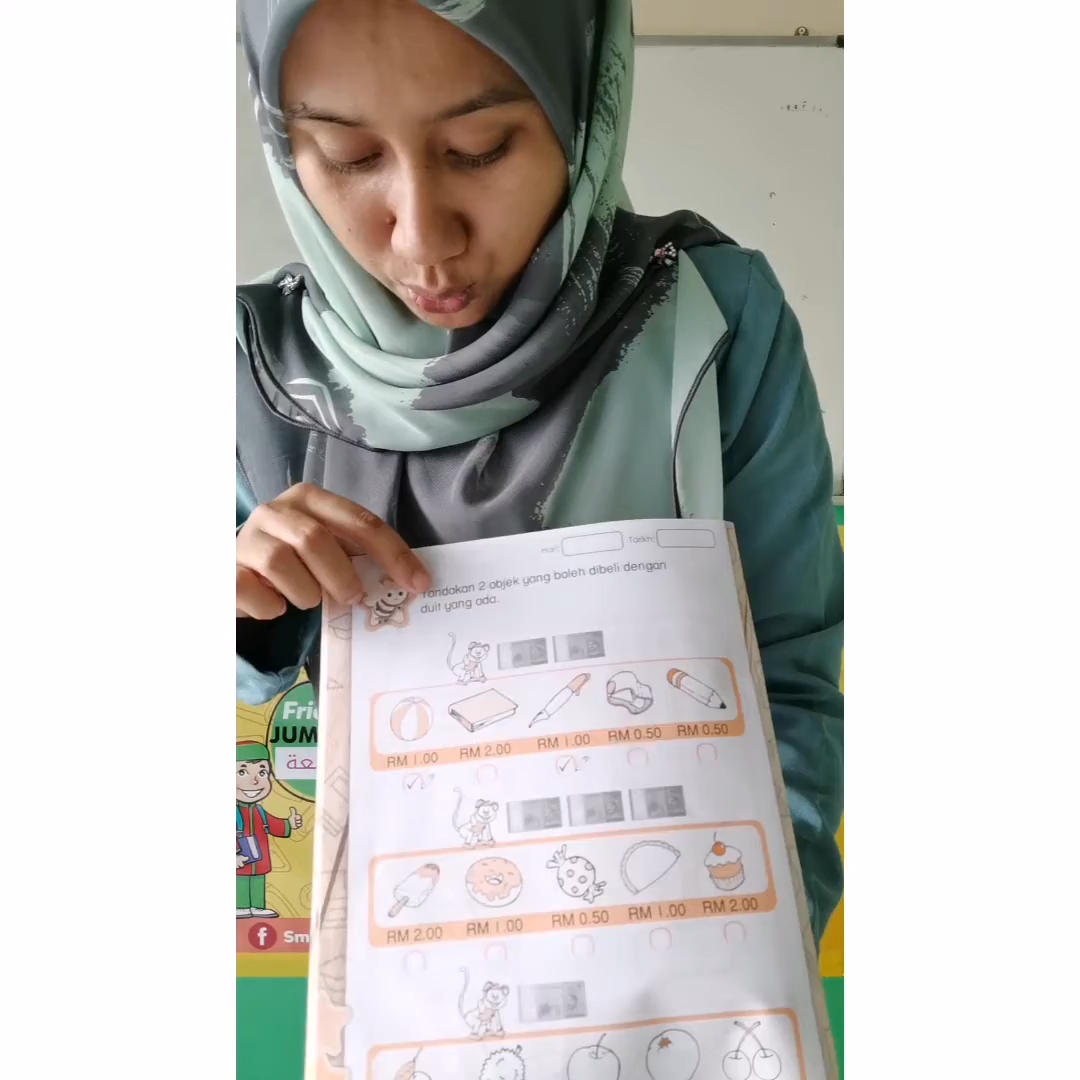 Hari: Tarikh:
Tandakan 2 objek yang boleh dibeli dengan
duit yang ada.
RM 1.00 RM 2.00 RM 1.00 RM 0.50 RM 0.50
RM 2.00 RM 1.00 RM 0.50 RM 1.00 RM 2.00
JUM
f Sm